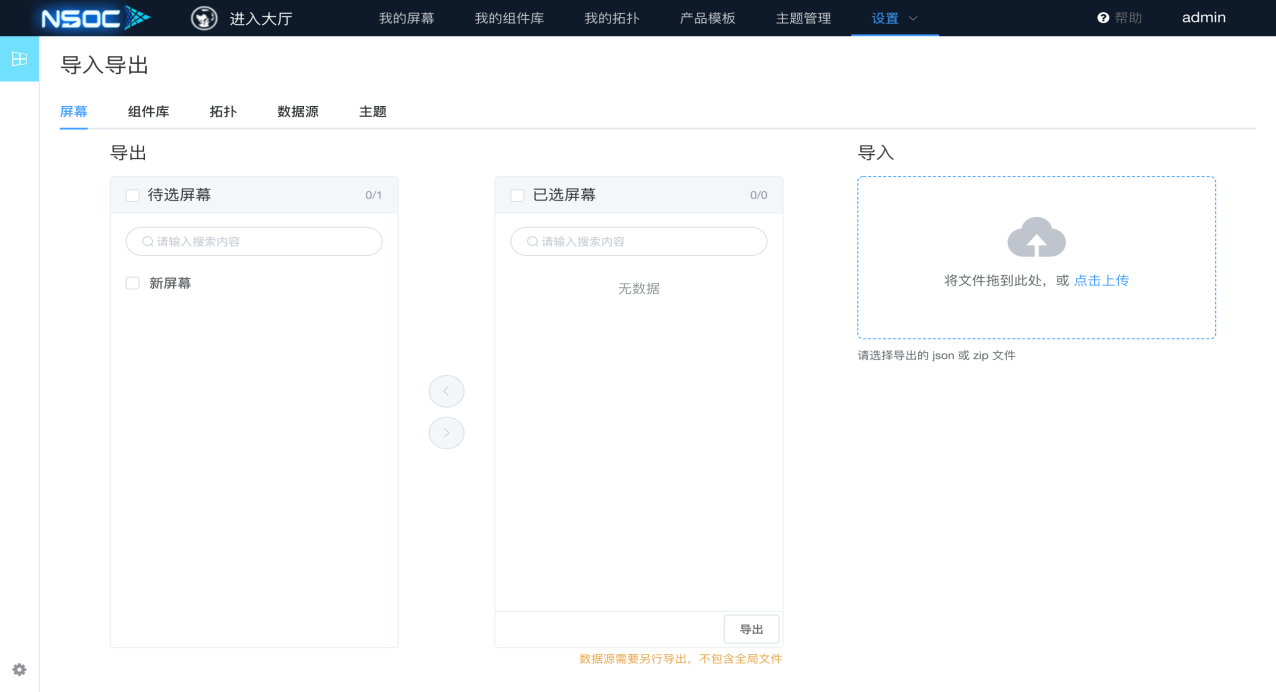 NSOC 进入大厅 我的屏幕 我的组件库 我的拓扑 产品模板 主题管理 设置 帮助 admin
导入导出
屏幕 组件库 拓扑 数据源 主题
导出 导入
待选屏幕 0/1 已选屏幕 0/0
请输入搜索内容 请输入搜索内容
新屏幕 无数据
将文件拖到此处，或 点击上传
请选择导出的 json 或 zip 文件
导出
数据源需要另行导出，不包含全局文件